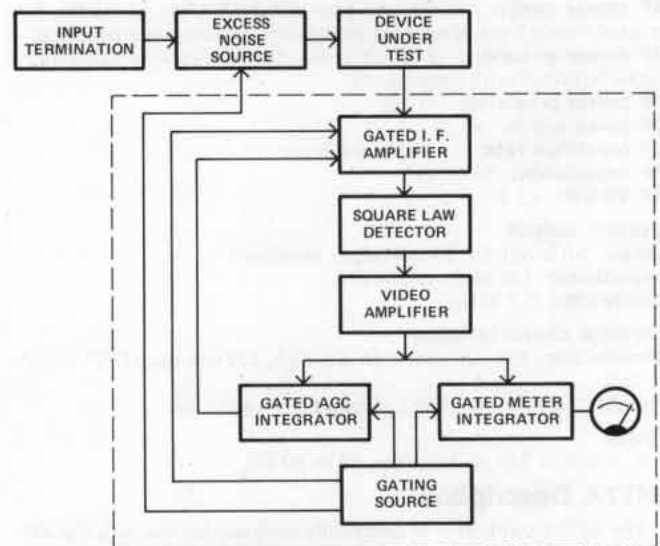 INPUT
TERMINATION
EXCESS
NOISE
SOURCE
DEVICE
UNDER
TEST
GATED I. F.
AMPLIFIER
SQUARE LAW
DETECTOR
VIDEO
AMPLIFIER
GATED AGC
INTEGRATOR
GATED METER
INTEGRATOR
GATING
SOURCE